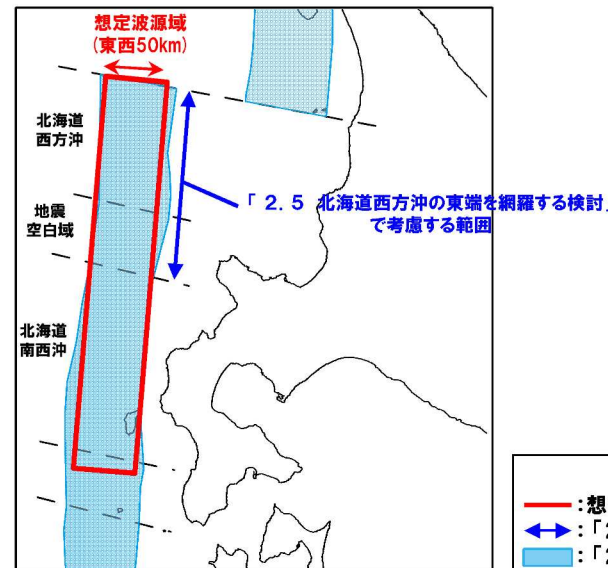 想定波源域
(東西50km)
北海道
西方沖
「 2. 5 北海道西方沖の東端を網羅する検討」
で考慮する範囲
地震
空白域
北海道
南西沖
:想
:「2
:「2